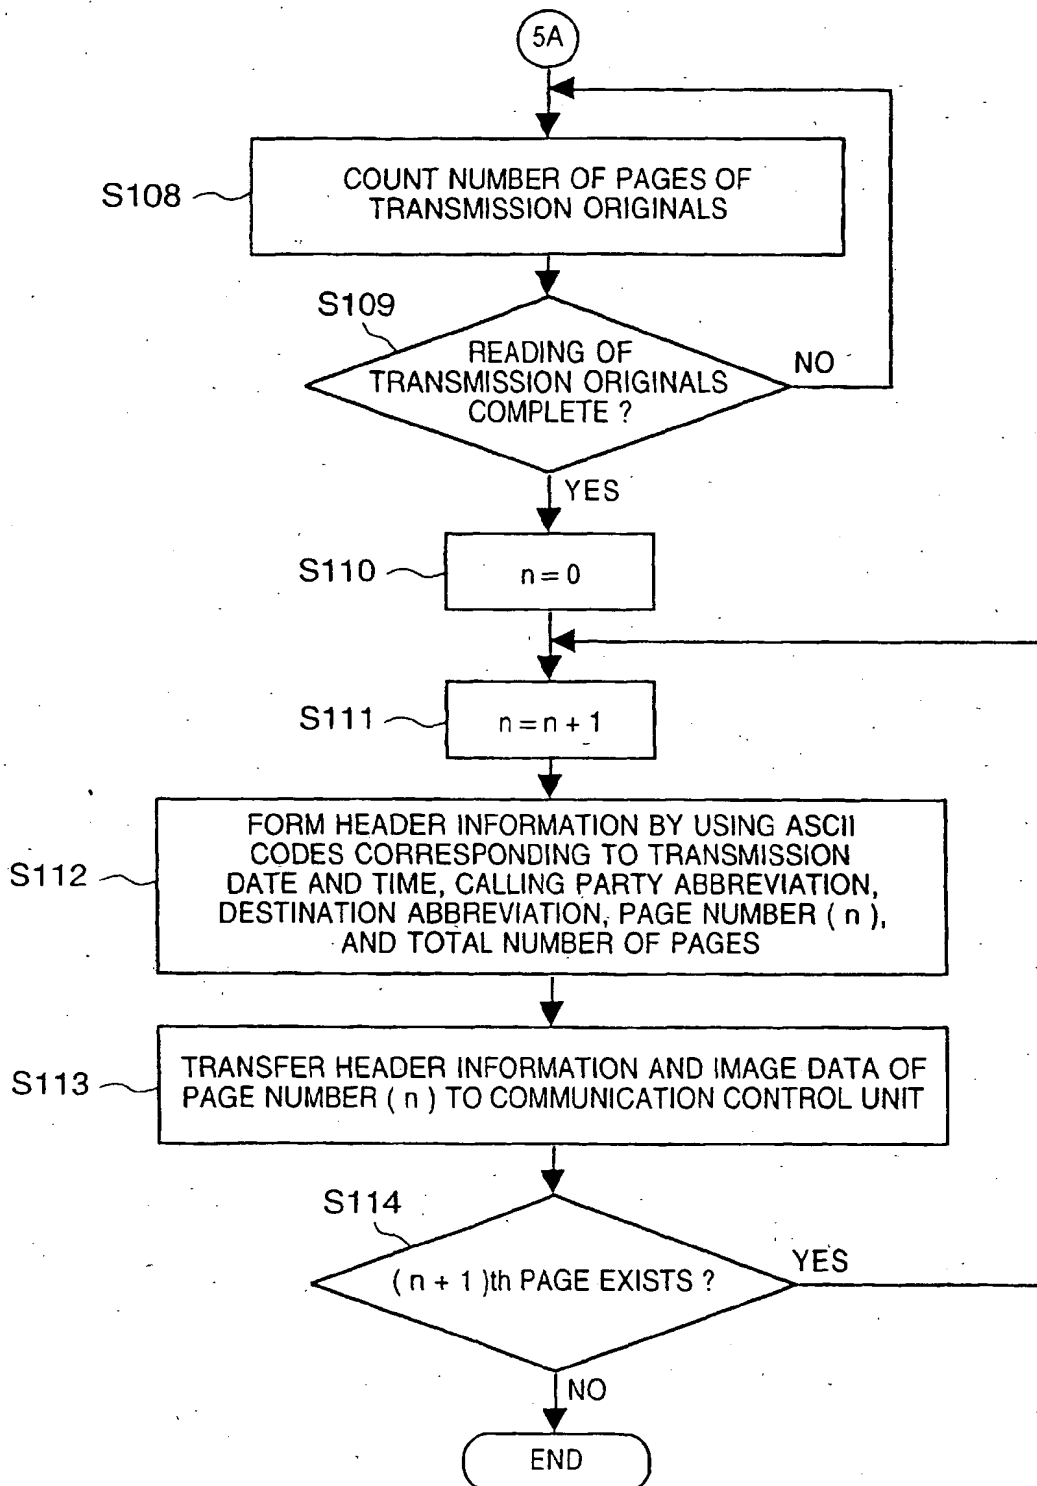 5A
S108
COUNT NUMBER OF PAGES OF
TRANSMISSION ORIGINALS
S109
READING OF
TRANSMISSION ORIGINALS
COMPLETE ?
NO
YES
S110
n = 0
S111
n = n + 1
S112
FORM HEADER INFORMATION BY USING ASCII
CODES CORRESPONDING TO TRANSMISSION
DATE AND TIME, CALLING PARTY ABBREVIATION,
DESTINATION ABBREVIATION, PAGE NUMBER ( n ),
AND TOTAL NUMBER OF PAGES
S113
TRANSFER HEADER INFORMATION AND IMAGE DATA OF
PAGE NUMBER ( n ) TO COMMUNICATION CONTROL UNIT
S114
( n + 1 )th PAGE EXISTS ?
YES
NO
END